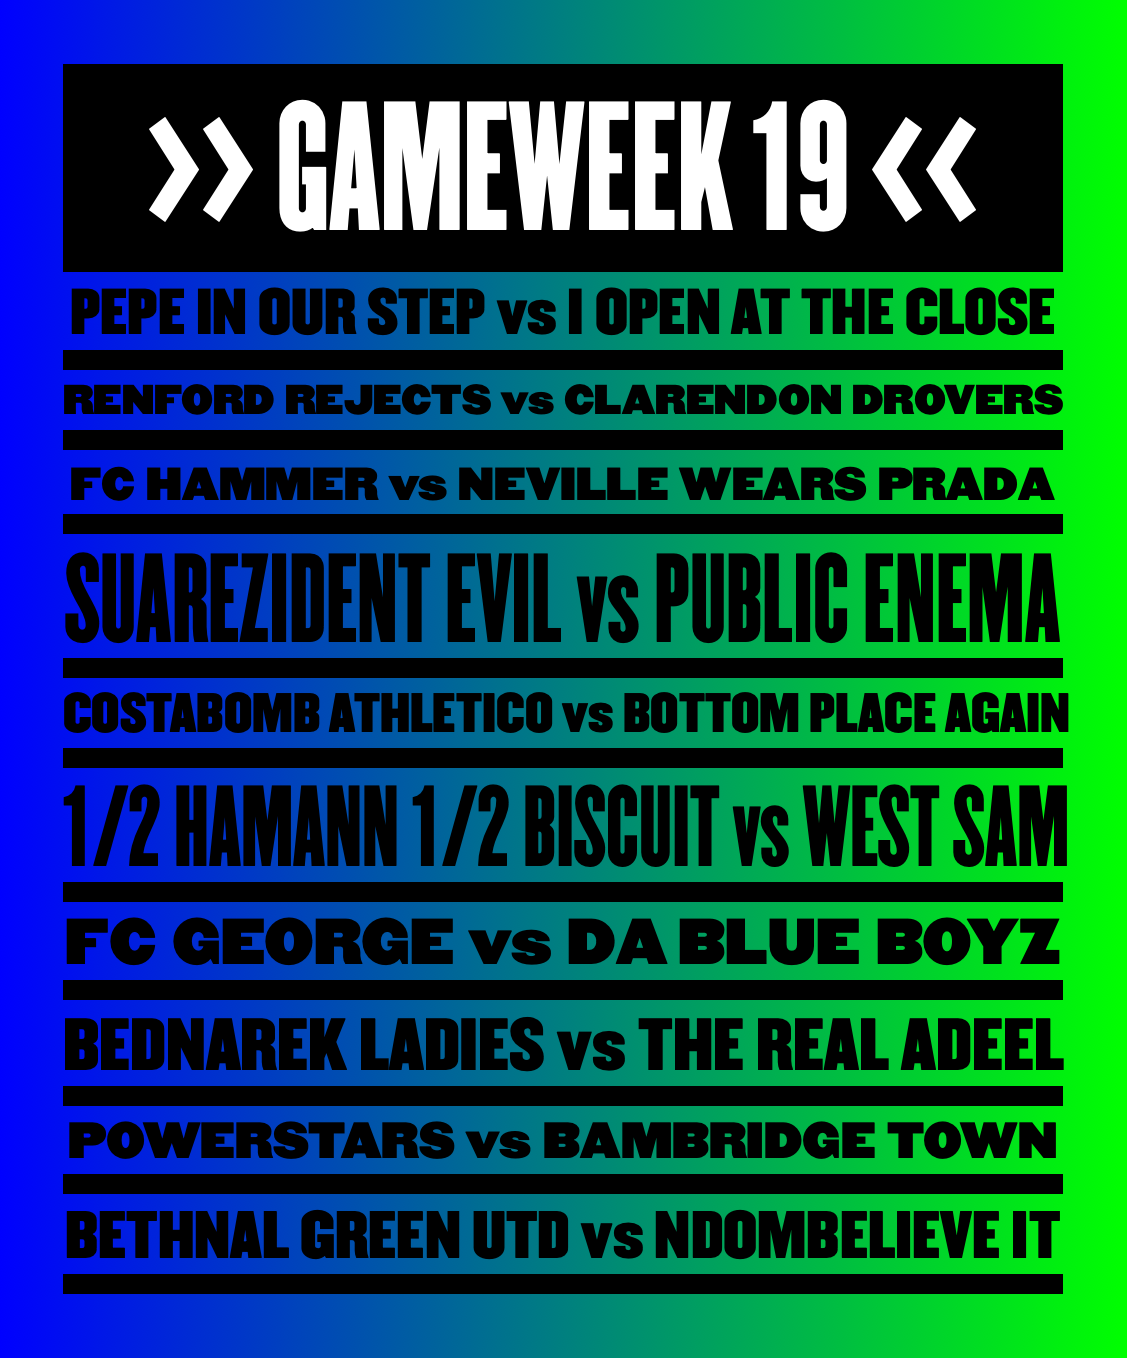 >> GAMEWEEK 19 <<
PEPE IN OUR STEP vs I OPEN AT THE CLOSE
RENFORD REJECTS vs CLARENDON DROVERS
FC HAMMER vs NEVILLE WEARS PRADA
SUAREZIDENT EVIL vs PUBLIC ENEMA
COSTABOMB ATHLETICO vs BOTTOM PLACE AGAIN
1/2 HAMANN 1/2 BISCUIT vs WEST SAM
FC GEORGE vs DA BLUE BOYZ
BEDNAREK LADIES vs THE REAL ADEEL
POWERSTARS vs BAMBRIDGE TOWN
BETHNAL GREEN UTD vs NDOMBELIEVE IT